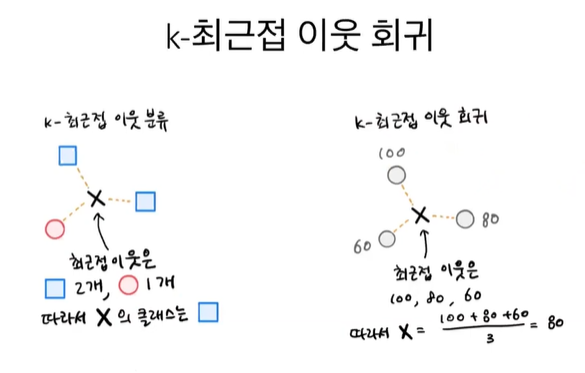 k-최근접 이웃 회귀
k-최근접 이웃 분류
최근접 이웃은
2개, 1개
따라서 X의 클래스는
k-최근접 이웃 회귀
100
80
60
최근접 이웃은
100, 80, 60
따라서 X = (100 + 80 + 60) / 3 = 80